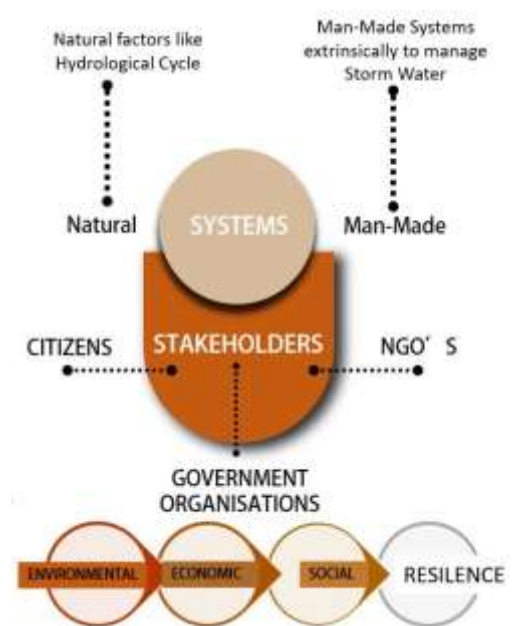 Natural factors like
Hydrological Cycle
Man-Made Systems
extrinsically to manage
Storm Water
Natural
SYSTEMS
Man-Made
CITIZENS
STAKEHOLDERS
NGO' S
GOVERNMENT
ORGANISATIONS
ENVIRONMENTAL
ECONOMIC
SOCIAL
RESILENCE